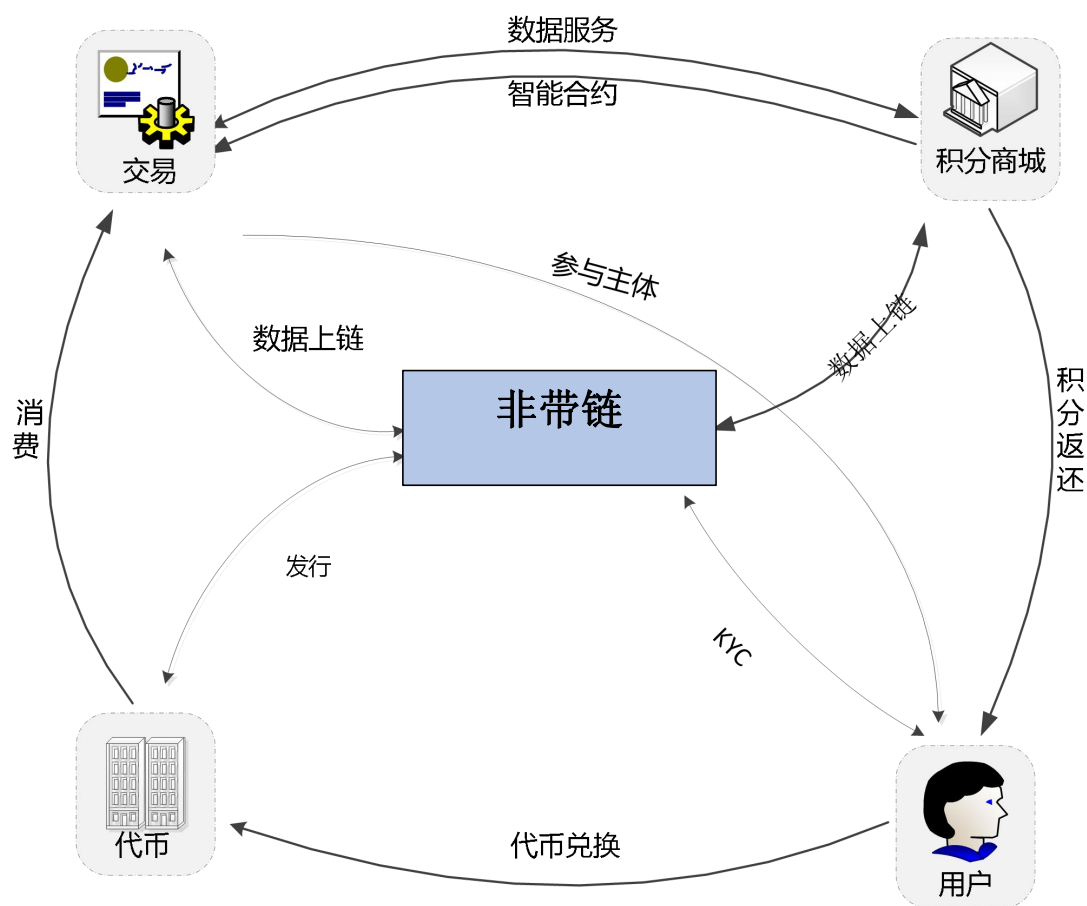 数据服务
智能合约
交易
积分商城
参与主体
数据上链
数据上链
非带链
消
费
积
分
返
还
发行
KYC
代币
代币兑换
用户